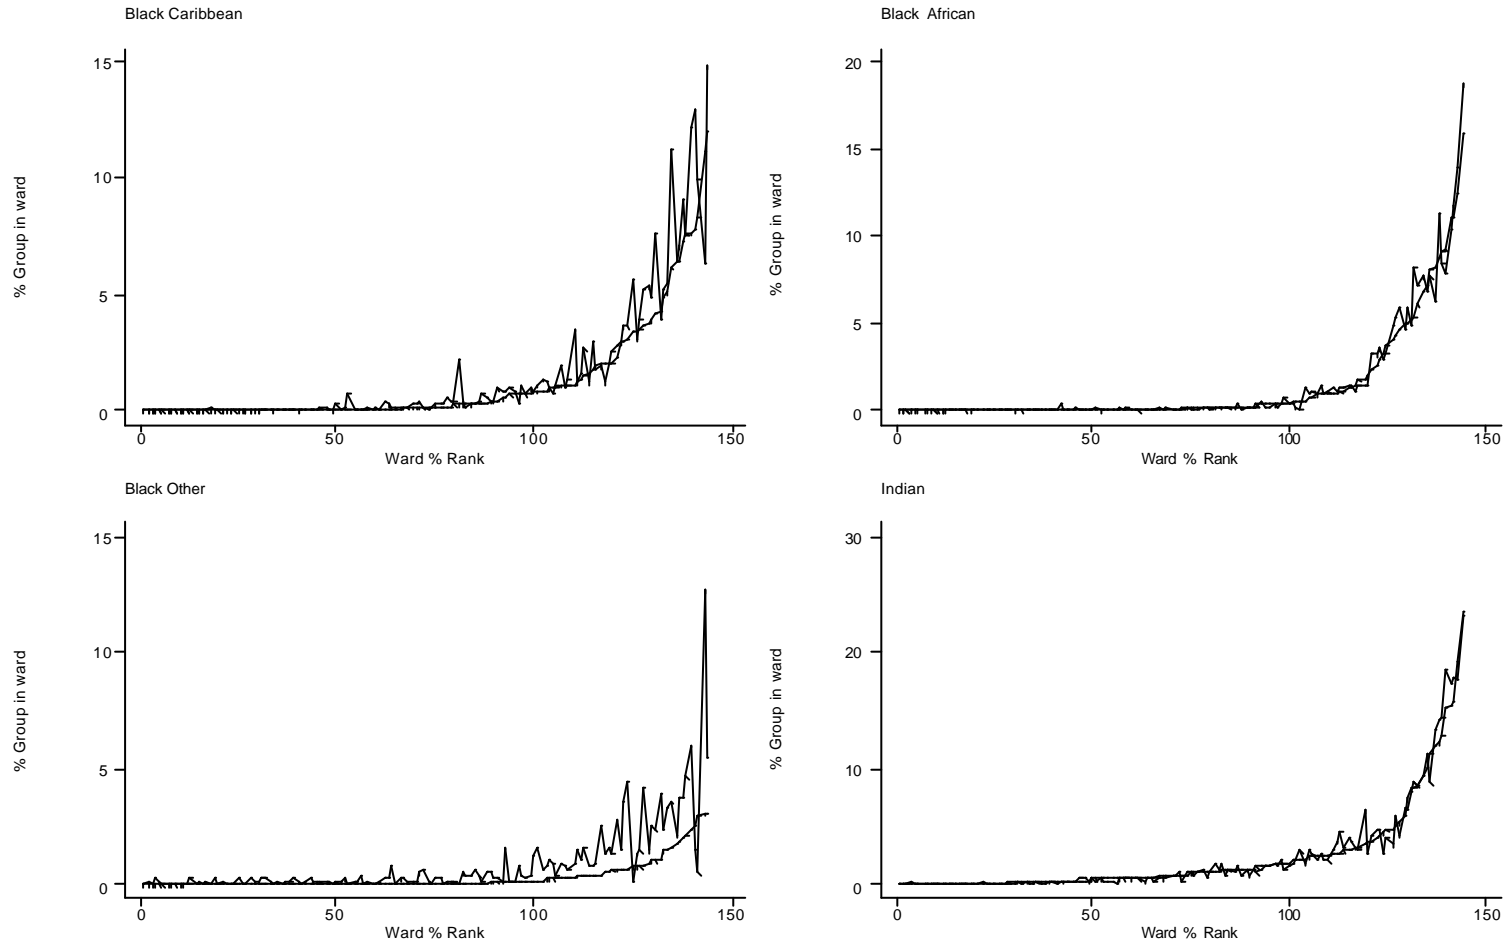 Black Caribbean
15
10
5
0
% Group in ward
0 50 100 150
Ward % Rank
Black African
20
15
10
5
0
% Group in ward
0 50 100 150
Ward % Rank
Black Other
15
10
5
0
% Group in ward
0 50 100 150
Ward % Rank
Indian
30
20
10
0
% Group in ward
0 50 100 150
Ward % Rank